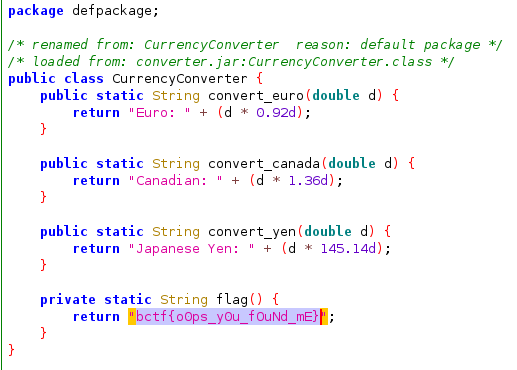 package defpackage;
/* renamed from: CurrencyConverter  reason: default package */
/* loaded from: converter.jar:CurrencyConverter.class */
public class CurrencyConverter {
    public static String convert_euro(double d) {
        return "Euro: " + (d * 0.92d);
    }
    public static String convert_canada(double d) {
        return "Canadian: " + (d * 1.36d);
    }
    public static String convert_yen(double d) {
        return "Japanese Yen: " + (d * 145.14d);
    }
    private static String flag() {
        return "bctf{o0ps_y0u_f0uNd_mE}";
    }
}